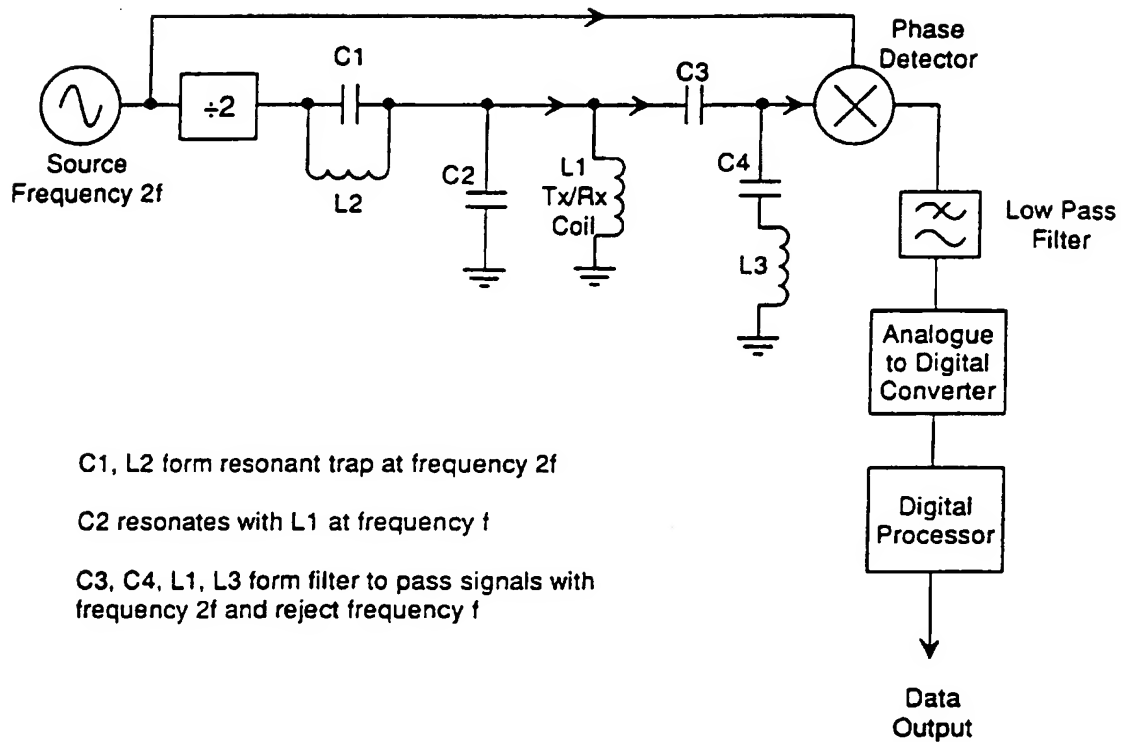 Phase
Detector
C1
C3
÷2
Source
Frequency 2f
L2
C2
L1
Tx/Rx
Coil
C4
L3
Low Pass
Filter
Analogue
to Digital
Converter
C1, L2 form resonant trap at frequency 2f
C2 resonates with L1 at frequency f
C3, C4, L1, L3 form filter to pass signals with
frequency 2f and reject frequency f
Digital
Processor
Data
Output